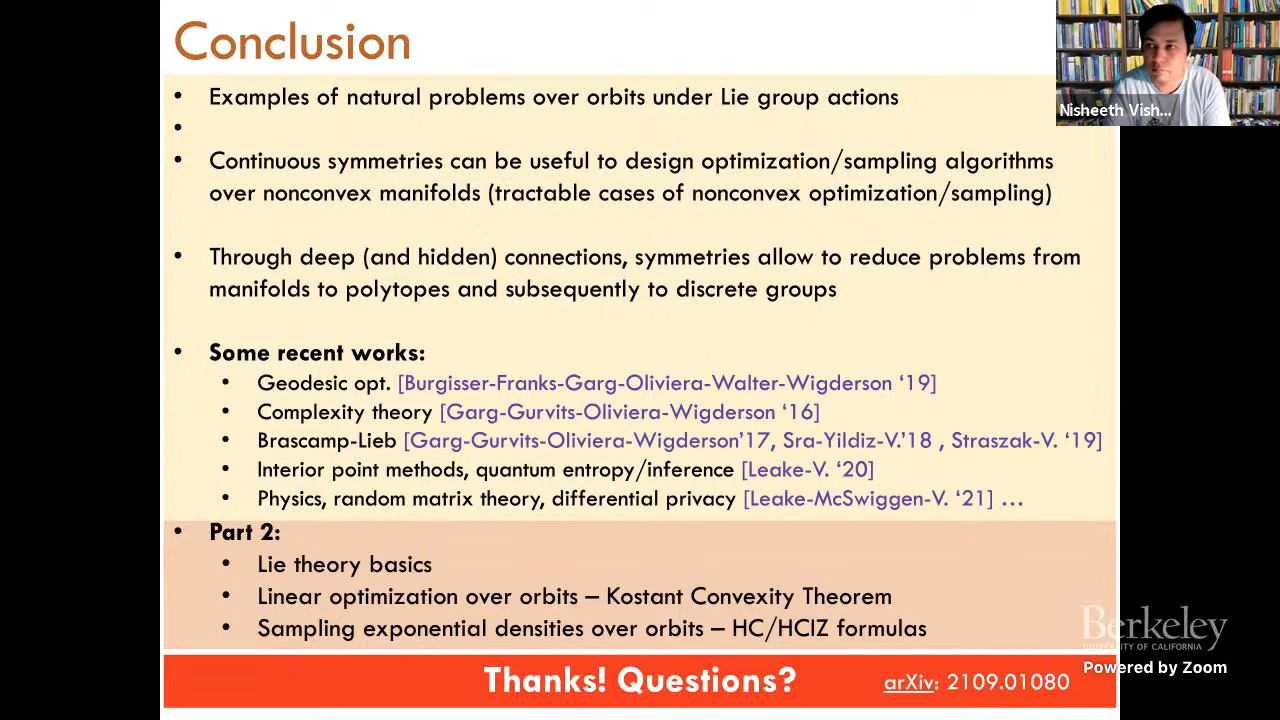 Conclusion
• Examples of natural problems over orbits under Lie group actions
•
• Continuous symmetries can be useful to design optimization/sampling algorithms
over nonconvex manifolds (tractable cases of nonconvex optimization/sampling)
• Through deep (and hidden) connections, symmetries allow to reduce problems from
manifolds to polytopes and subsequently to discrete groups
• Some recent works:
• Geodesic opt. [Burgisser-Franks-Garg-Oliviera-Walter-Wigderson ‘19]
• Complexity theory [Garg-Gurvits-Oliviera-Wigderson ‘16]
• Brascamp-Lieb [Garg-Gurvits-Oliviera-Wigderson’17, Sra-Yildiz-V.’18 , Straszak-V. ‘19]
• Interior point methods, quantum entropy/inference [Leake-V. ‘20]
• Physics, random matrix theory, differential privacy [Leake-McSwiggen-V. ‘21] …
• Part 2:
• Lie theory basics
• Linear optimization over orbits – Kostant Convexity Theorem
• Sampling exponential densities over orbits – HC/HCIZ formulas
Thanks! Questions?
arXiv: 2109.01080
Nisheeth Vish...
Berkeley
UNIVERSITY OF CALIFORNIA
Powered by Zoom